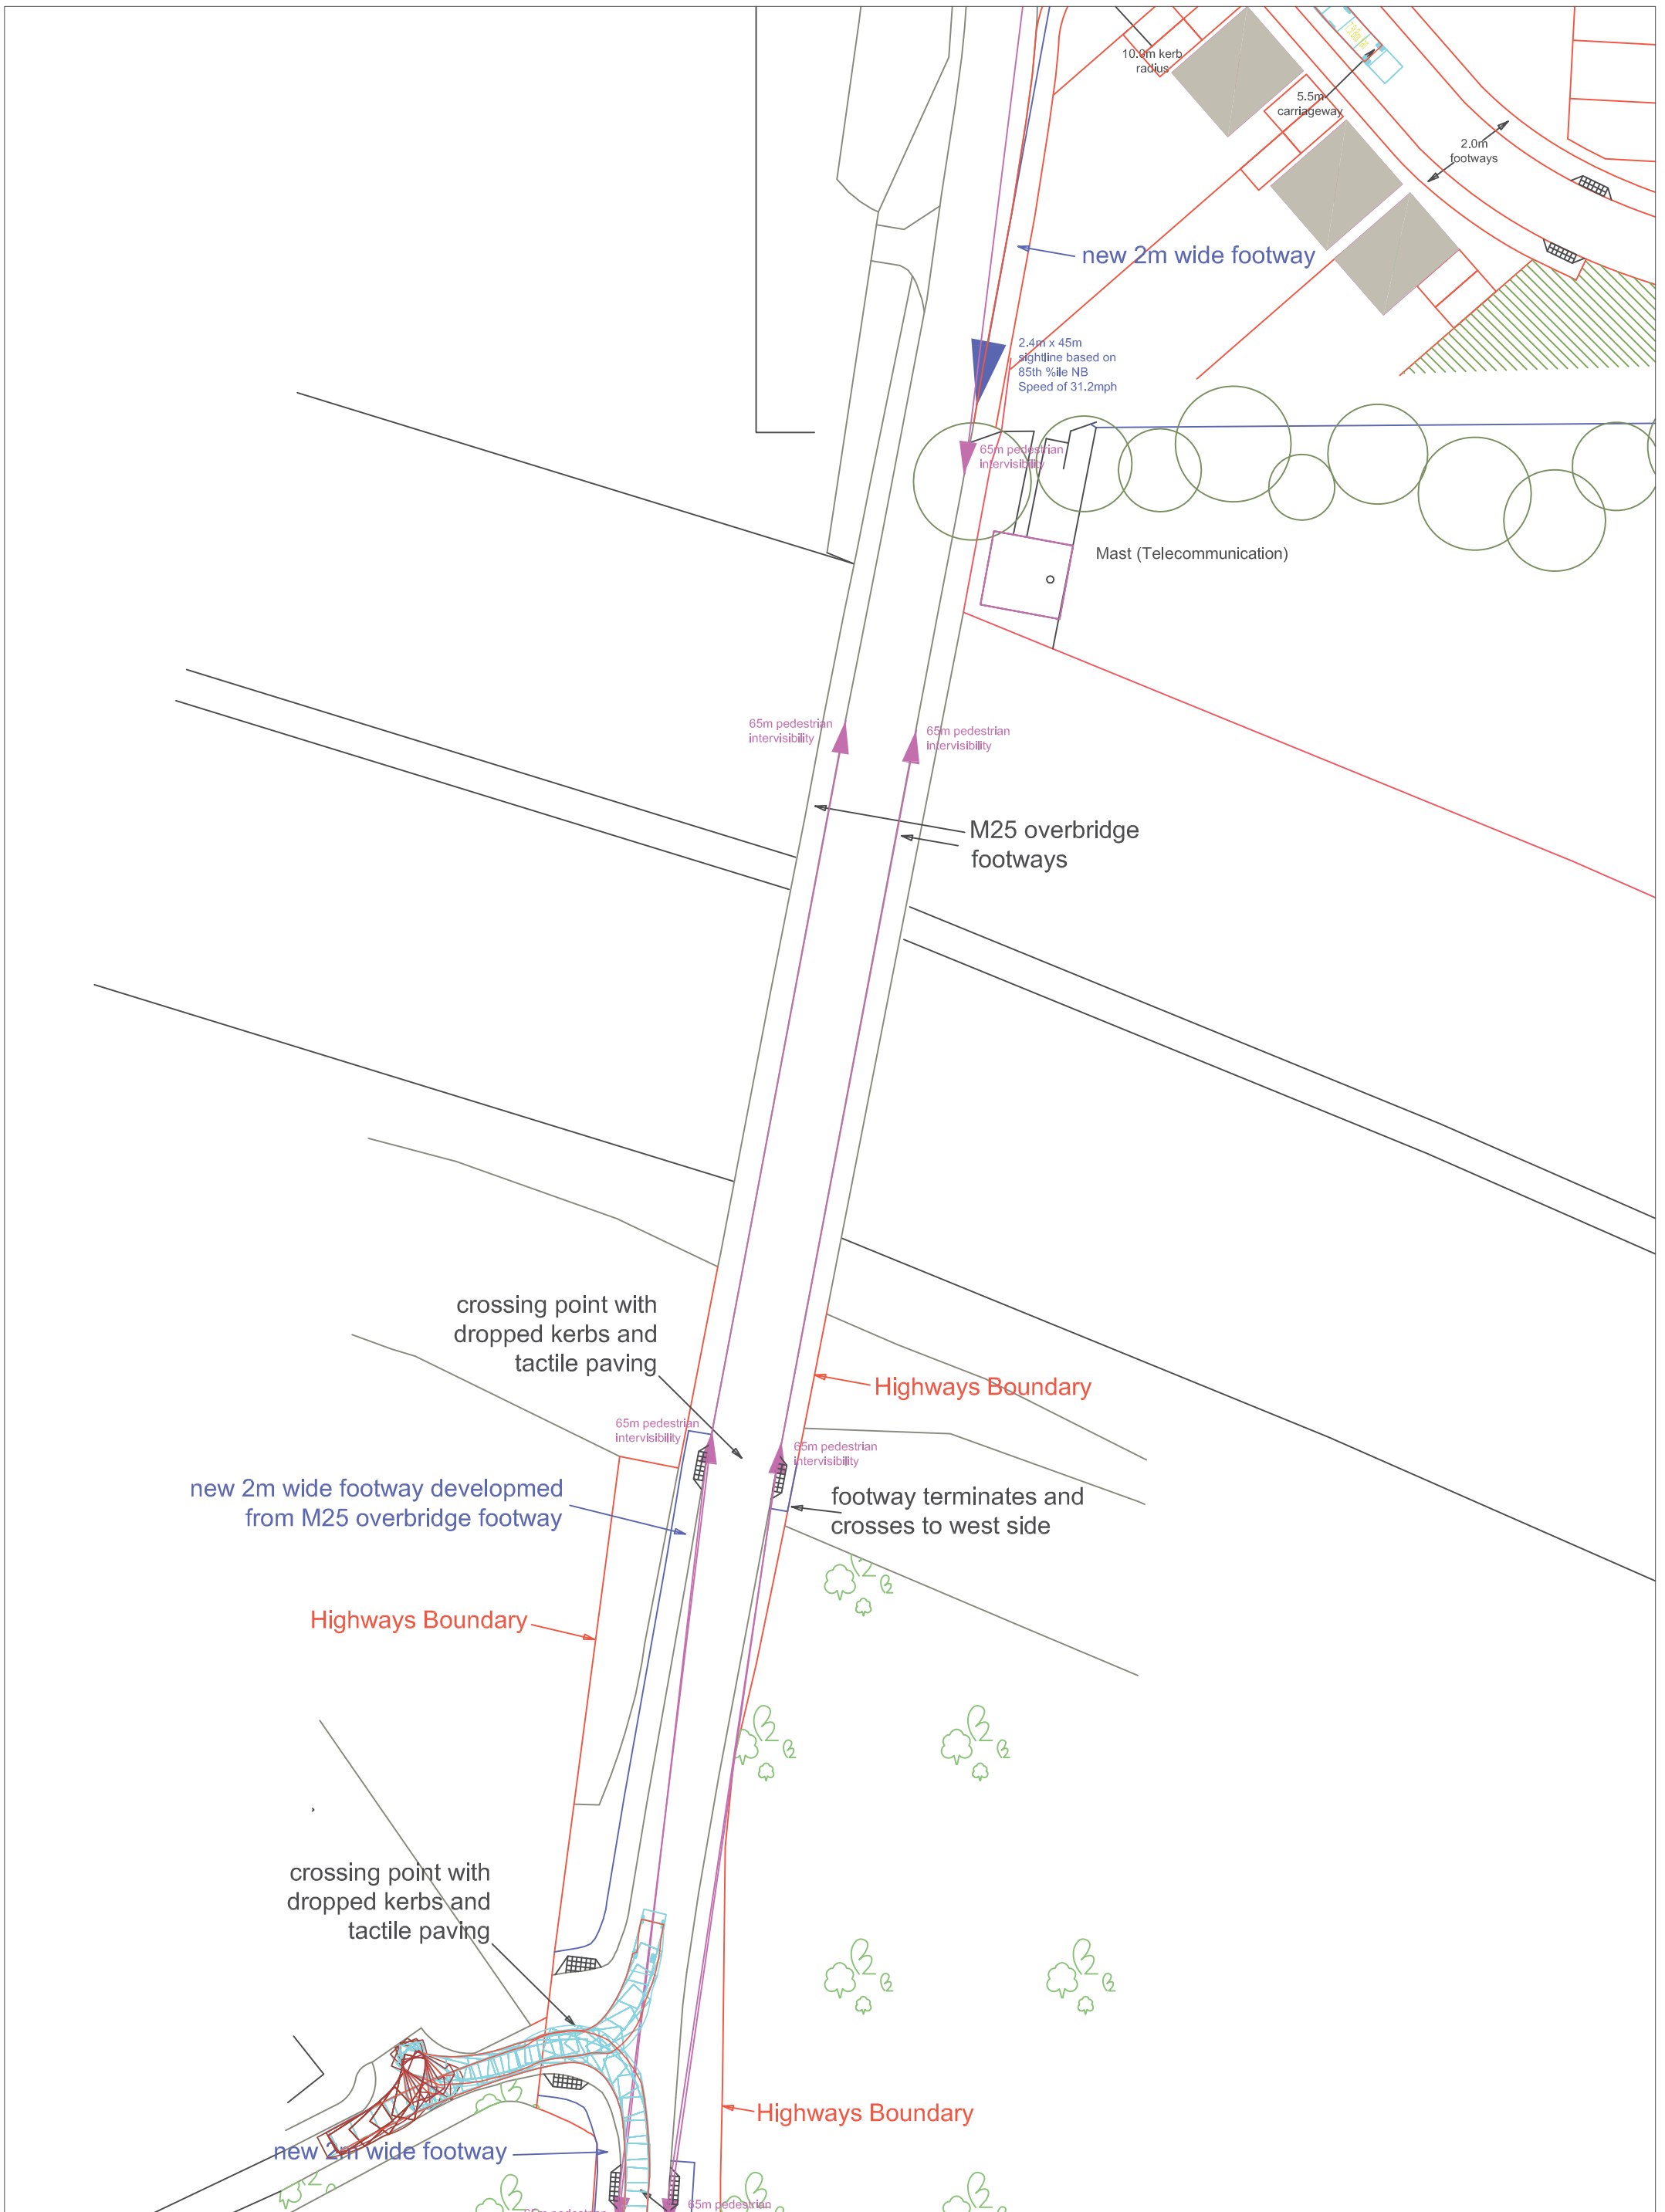 10.0m kerb
radius
5.5m
carriageway
2.0m
footways
new 2m wide footway
2.4m x 45m
sightline based on
85th %ile NB
Speed of 31.2mph
65m pedestrian
intervisibility
Mast (Telecommunication)
65m pedestrian
intervisibility
65m pedestrian
intervisibility
M25 overbridge
footways
crossing point with
dropped kerbs and
tactile paving
Highways Boundary
65m pedestrian
intervisibility
65m pedestrian
intervisibility
new 2m wide footway developmed
from M25 overbridge footway
footway terminates and
crosses to west side
Highways Boundary
crossing point with
dropped kerbs and
tactile paving
Highways Boundary
new 2m wide footway
65m pedestrian
65m pedestrian